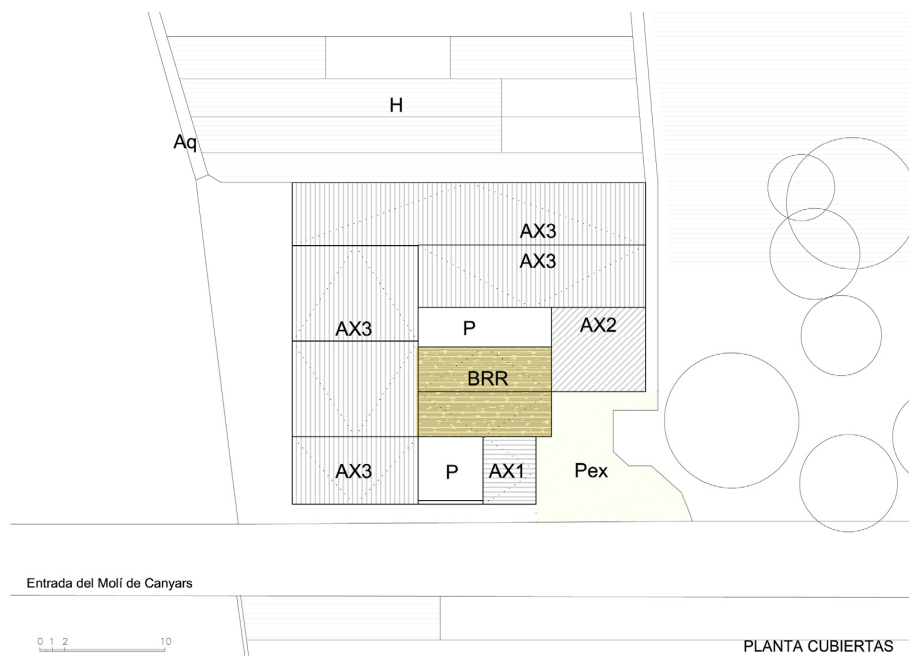 H
Aq
AX3
AX3
AX3
P
AX2
BRR
AX3
P
AX1
Pex
Entrada del Molí de Canyars
0 1 2 10
PLANTA CUBIERTAS